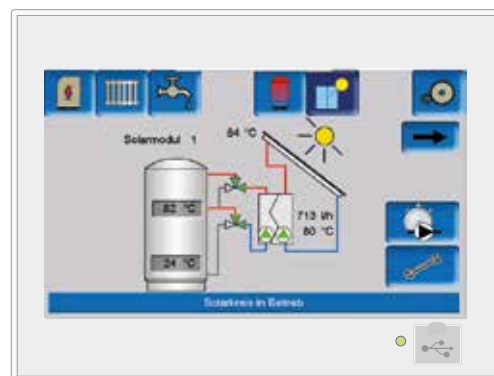 Solarmodul 1
84 °C
713 l/h
80 °C
82 °C
24 °C
Solarkreis in Betrieb